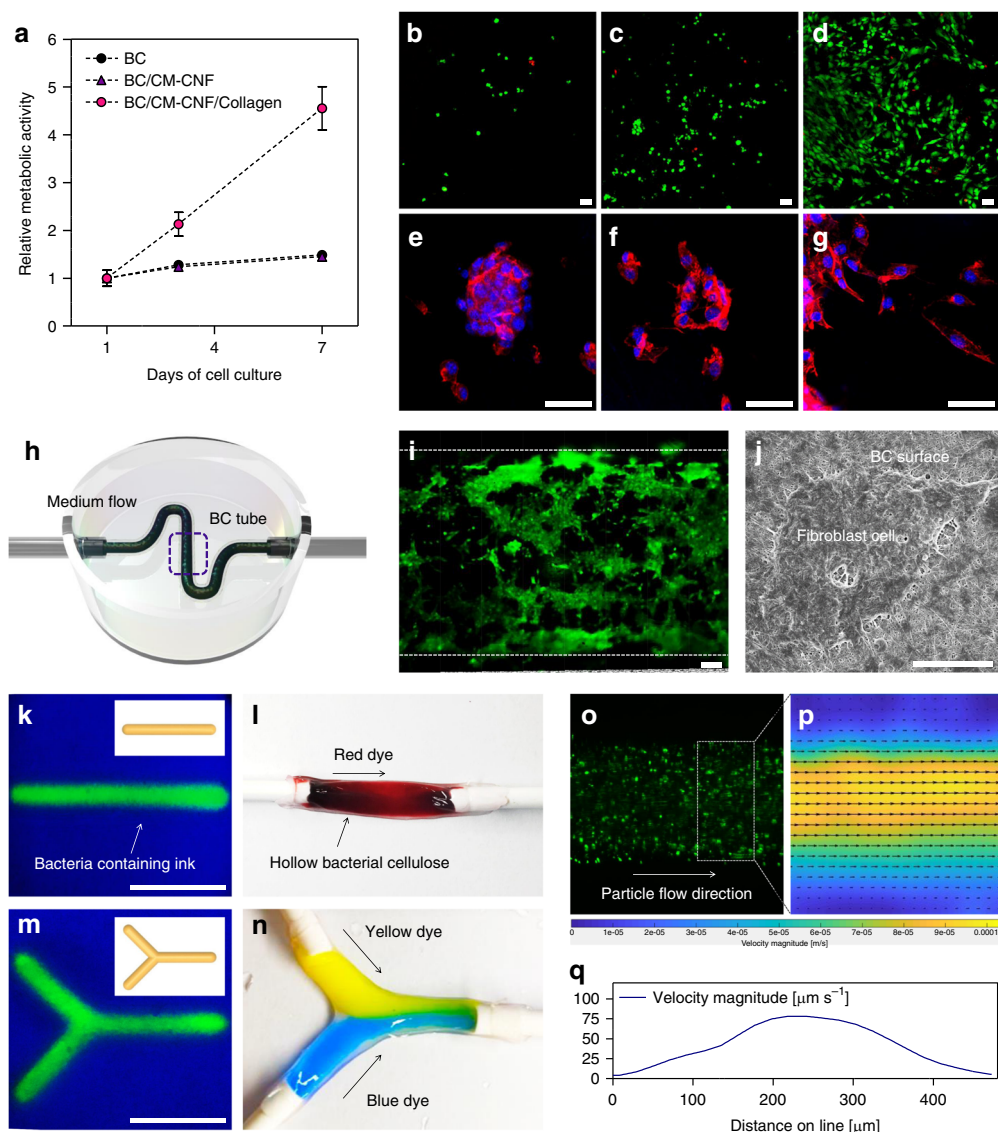 a
6
5
4
3
2
1
0
Relative metabolic activity
BC
BC/CM-CNF
BC/CM-CNF/Collagen
1
4
7
Days of cell culture
b
c
d
e
f
g
h
Medium flow
BC tube
i
j
BC surface
Fibroblast cell
k
Bacteria containing ink
l
Red dye
Hollow bacterial cellulose
m
n
Yellow dye
Blue dye
o
Particle flow direction
p
0 1e-05 2e-05 3e-05 4e-05 5e-05 6e-05 7e-05 8e-05 9e-05 0.0001
Velocity magnitude [m/s]
q
100
75
50
25
0
Velocity magnitude [μm s⁻¹]
0 100 200 300 400
Distance on line [μm]